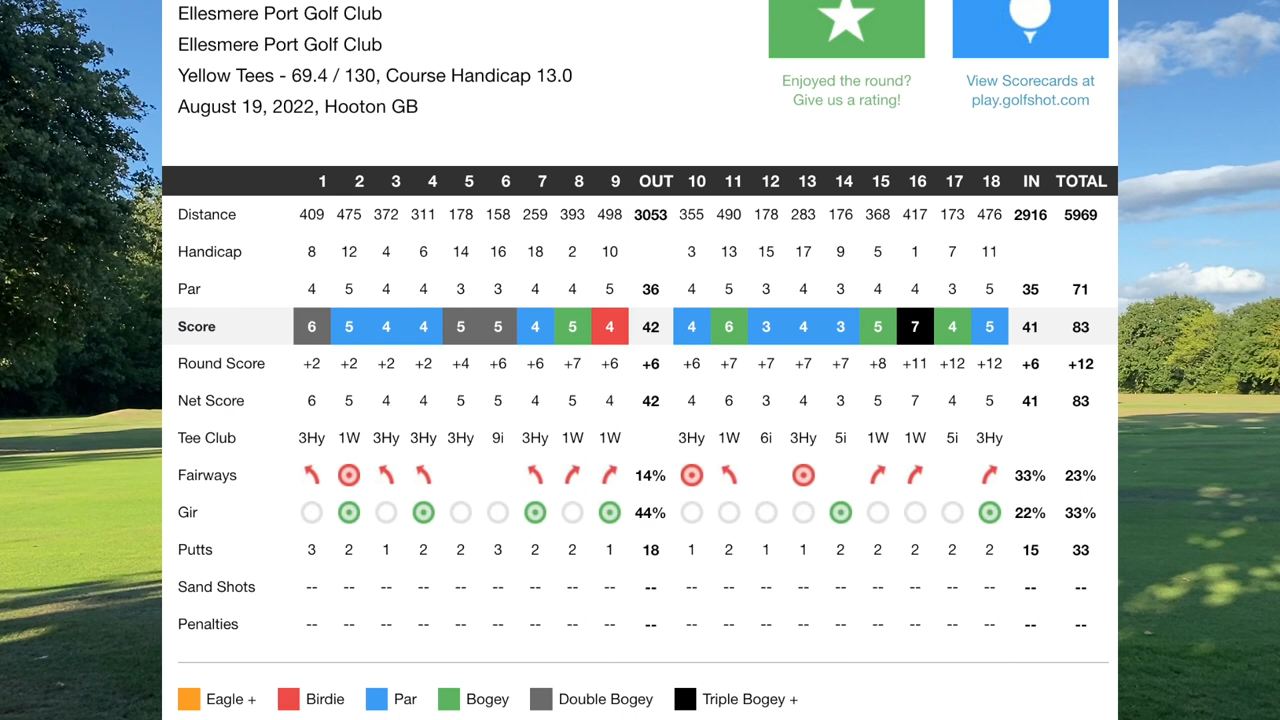 Ellesmere Port Golf Club
Ellesmere Port Golf Club
Yellow Tees - 69.4 / 130, Course Handicap 13.0
August 19, 2022, Hooton GB
Enjoyed the round?
Give us a rating!
View Scorecards at
play.golfshot.com
1 2 3 4 5 6 7 8 9 OUT 10 11 12 13 14 15 16 17 18 IN TOTAL
Distance 409 475 372 311 178 158 259 393 498 3053 355 490 178 283 176 368 417 173 476 2916 5969
Handicap 8 12 4 6 14 16 18 2 10 3 13 15 17 9 5 1 7 11
Par 4 5 4 4 3 3 4 4 5 36 4 5 3 4 3 4 4 3 5 35 71
Score 6 5 4 4 5 5 4 5 4 42 4 6 3 4 3 5 7 4 5 41 83
Round Score +2 +2 +2 +2 +4 +6 +6 +7 +6 +6 +6 +7 +7 +7 +7 +8 +11 +12 +12 +6 +12
Net Score 6 5 4 4 5 5 4 5 4 42 4 6 3 4 3 5 7 4 5 41 83
Tee Club 3Hy 1W 3Hy 3Hy 3Hy 9i 3Hy 1W 1W 3Hy 1W 6i 3Hy 5i 1W 1W 5i 3Hy
Fairways 14% 33% 23%
Gir 44% 22% 33%
Putts 3 2 1 2 2 3 2 2 1 18 1 2 1 1 2 2 2 2 2 15 33
Sand Shots -- -- -- -- -- -- -- -- -- -- -- -- -- -- -- -- -- -- -- -- --
Penalties -- -- -- -- -- -- -- -- -- -- -- -- -- -- -- -- -- -- -- -- --
Eagle + Birdie Par Bogey Double Bogey Triple Bogey +